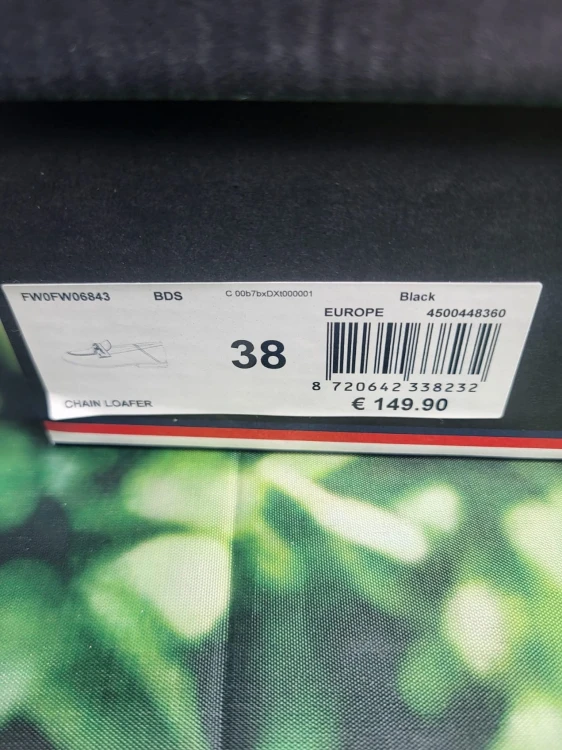 FW0FW06843 BDS C 00b7bxDXt000001 Black
EUROPE 4500448360
38
8 720642 338232
CHAIN LOAFER € 149.90